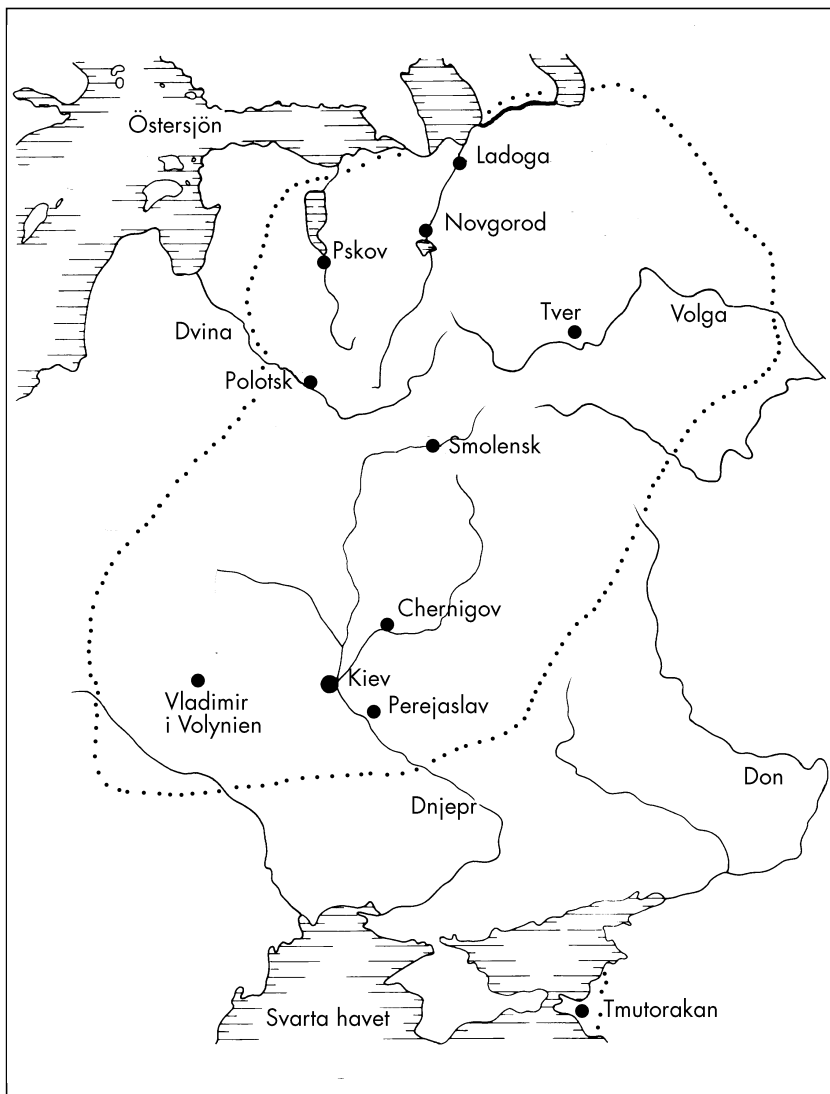 Östersjön
Ladoga
Novgorod
Pskov
Tver
Volga
Dvina
Polotsk
Smolensk
Chernigov
Kiev
Vladimir
i Volynien
Perejaslav
Don
Dnjepr
Svarta havet
Tmutorakan